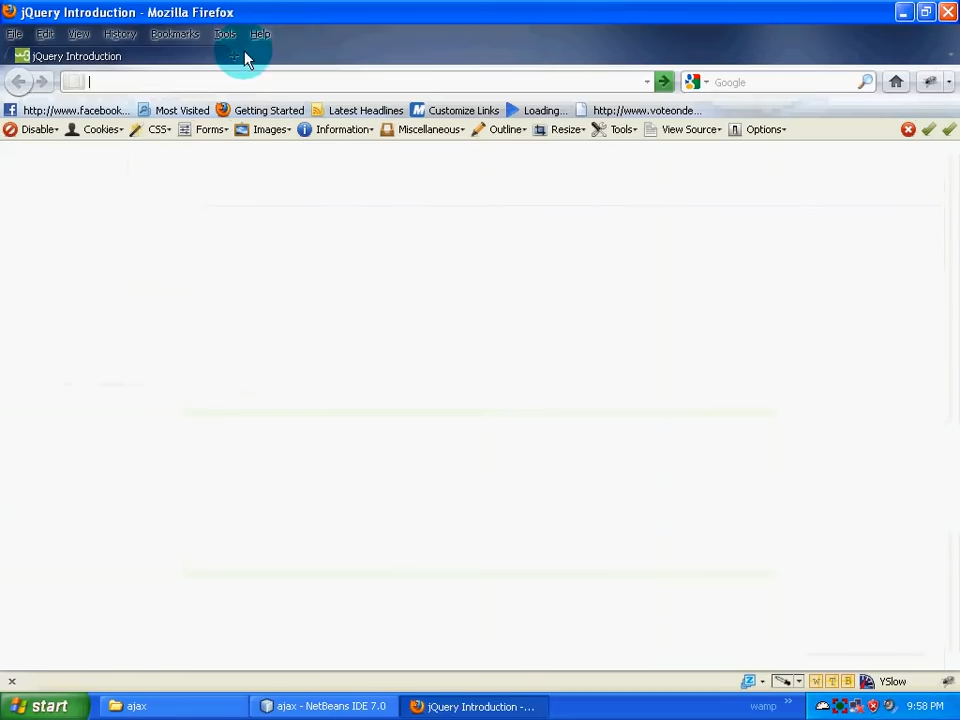 jQuery Introduction - Mozilla Firefox
File Edit View History Bookmarks Tools Help
jQuery Introduction
Google
http://www.facebook... Most Visited Getting Started Latest Headlines Customize Links Loading... http://www.voteonde...
Disable Cookies CSS Forms Images Information Miscellaneous Outline Resize Tools View Source Options
YSlow
start ajax ajax - NetBeans IDE 7.0 jQuery Introduction -... wamp » 9:58 PM